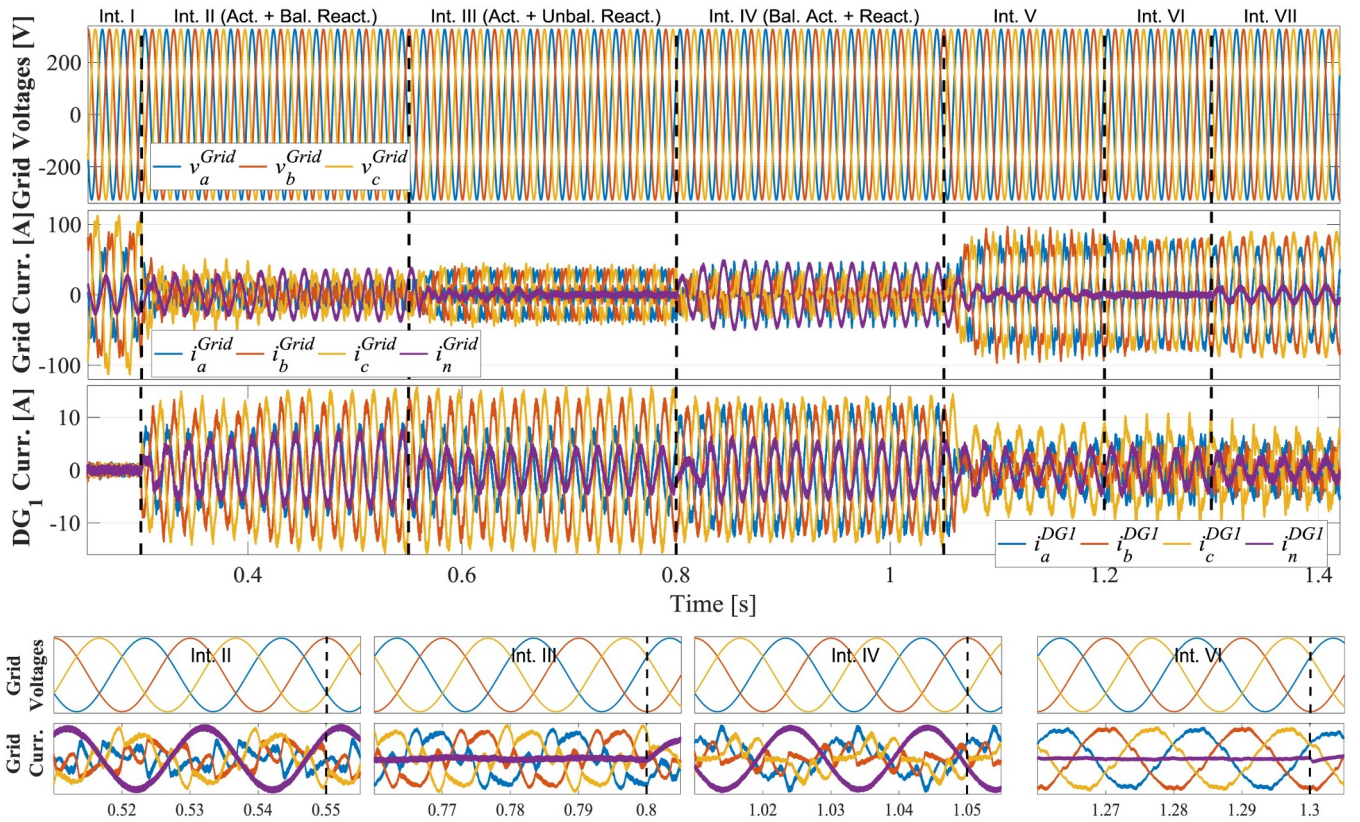 Int. I Int. II (Act. + Bal. React.) Int. III (Act. + Unbal. React.) Int. IV (Bal. Act. + React.) Int. V Int. VI Int. VII
Grid Voltages [V]
200
0
-200
v_a^Grid v_b^Grid v_c^Grid
Grid Curr. [A]
100
0
-100
i_a^Grid i_b^Grid i_c^Grid i_n^Grid
DG_1 Curr. [A]
10
0
-10
i_a^DG1 i_b^DG1 i_c^DG1 i_n^DG1
0.4 0.6 0.8 1 1.2 1.4
Time [s]
Grid
Voltages
Int. II Int. III Int. IV Int. VI
Grid
Curr.
0.52 0.53 0.54 0.55 0.77 0.78 0.79 0.8 1.02 1.03 1.04 1.05 1.27 1.28 1.29 1.3